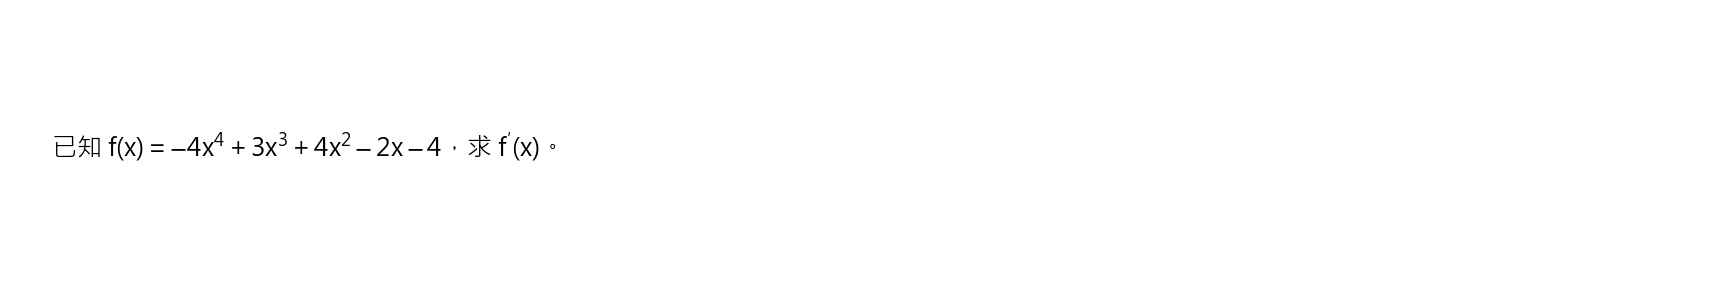 已知 f(x) = –4x⁴ + 3x³ + 4x² – 2x – 4，求 f′(x)。